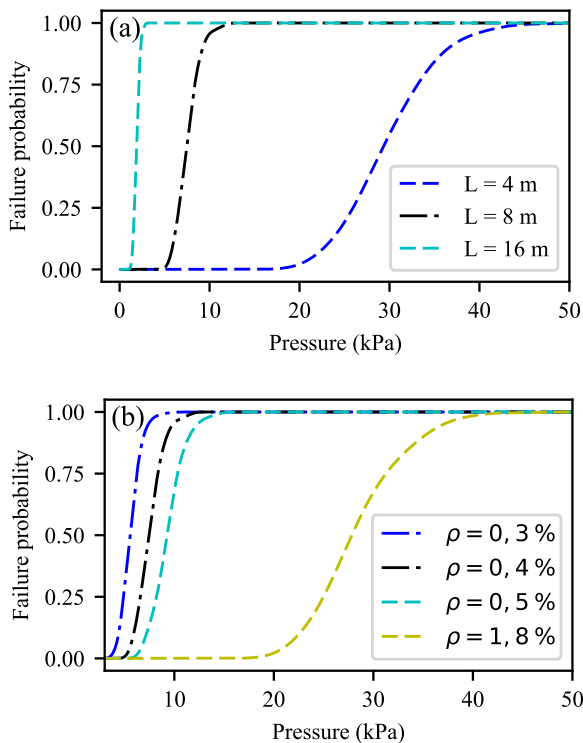 (a)
1.00
0.75
0.50
0.25
0.00
Failure probability
L = 4 m
L = 8 m
L = 16 m
0 10 20 30 40 50
Pressure (kPa)
(b)
1.00
0.75
0.50
0.25
0.00
Failure probability
ρ = 0, 3 %
ρ = 0, 4 %
ρ = 0, 5 %
ρ = 1, 8 %
10 20 30 40 50
Pressure (kPa)